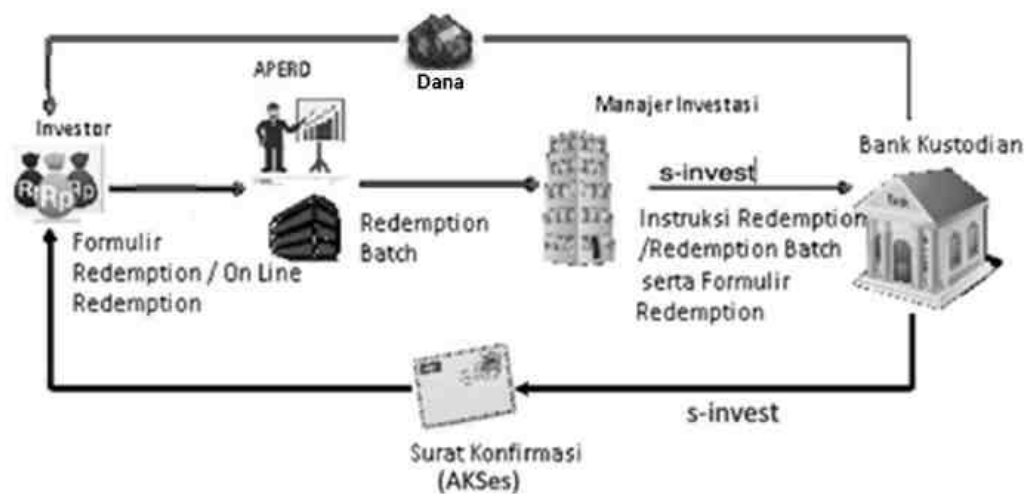 Dana
APERD
Manajer Investasi
Investor
Bank Kustodian
Rp
s-invest
Formulir
Redemption / On Line
Redemption
Redemption
Batch
Instruksi Redemption
/Redemption Batch
serta Formulir
Redemption
s-invest
Surat Konfirmasi
(AKSes)